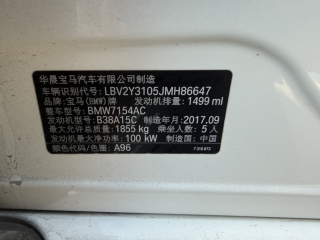 华晨宝马汽车有限公司制造
车辆识别代号: LBV2Y3105JMH86647
品牌: 宝马(BMW)牌 发动机排量: 1499 ml
整车型号: BMW7154AC
发动机型号: B38A15C 制造年月: 2017.09
最大允许总质量: 1855 kg 乘坐人数: 5 人
发动机最大净功率: 100 kW 制造国: 中国
颜色代码/色圈: A96